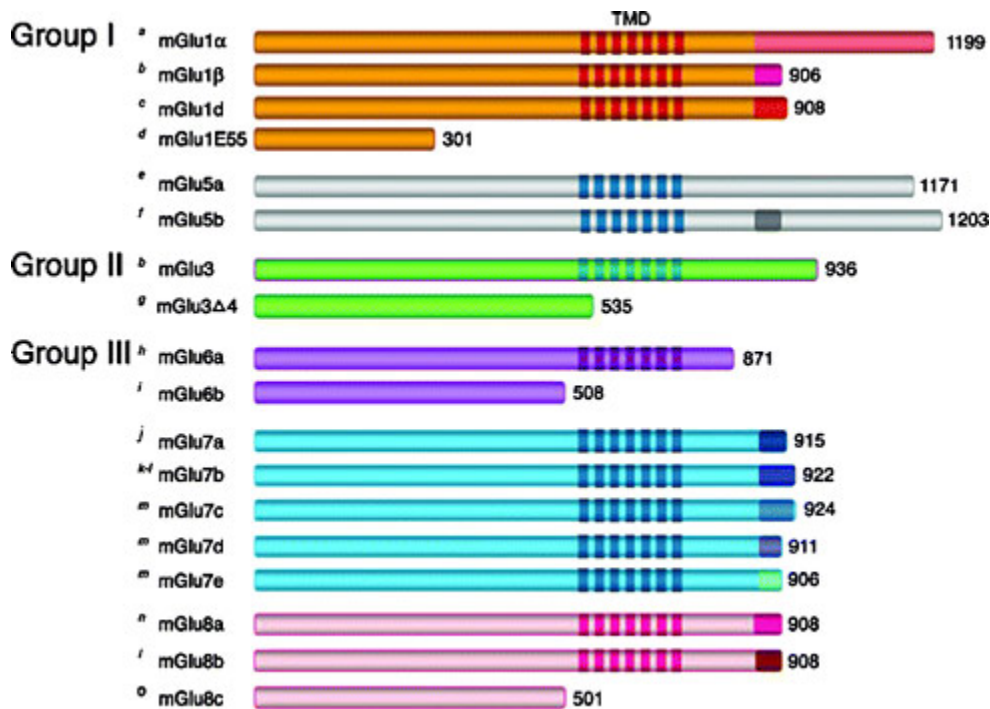 TMD
Group I a mGlu1α 1199
b mGlu1β 906
c mGlu1d 908
d mGlu1E55 301
e mGlu5a 1171
f mGlu5b 1203
Group II b mGlu3 936
g mGlu3Δ4 535
Group III h mGlu6a 871
i mGlu6b 508
j mGlu7a 915
k-l mGlu7b 922
m mGlu7c 924
m mGlu7d 911
m mGlu7e 906
n mGlu8a 908
l mGlu8b 908
o mGlu8c 501